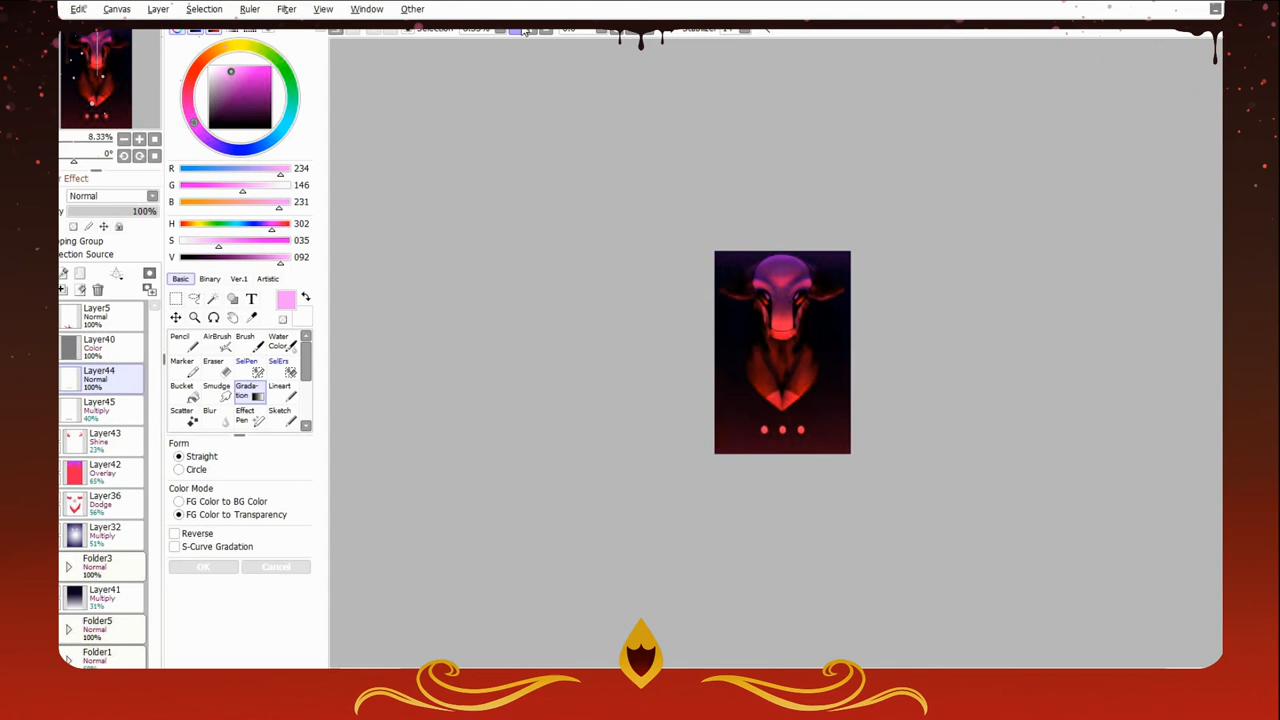 Edit Canvas Layer Selection Ruler Filter View Window Other
Selection
Stabilizer
8.33%
0°
Effect
Normal
100%
pping Group
ection Source
R 234
G 146
B 231
H 302
S 035
V 092
Basic Binary Ver.1 Artistic
T
Pencil AirBrush Brush Water Color
Marker Eraser SelPen SelErs
Bucket Smudge Grada-tion Lineart
Scatter Blur Effect Pen Sketch
Form
Straight
Circle
Color Mode
FG Color to BG Color
FG Color to Transparency
Reverse
S-Curve Gradation
OK Cancel
Layer5
Normal
100%
Layer40
Color
100%
Layer44
Normal
100%
Layer45
Multiply
40%
Layer43
Shine
23%
Layer42
Overlay
65%
Layer36
Dodge
56%
Layer32
Multiply
51%
Folder3
Normal
100%
Layer41
Multiply
31%
Folder5
Normal
100%
Folder1
Normal